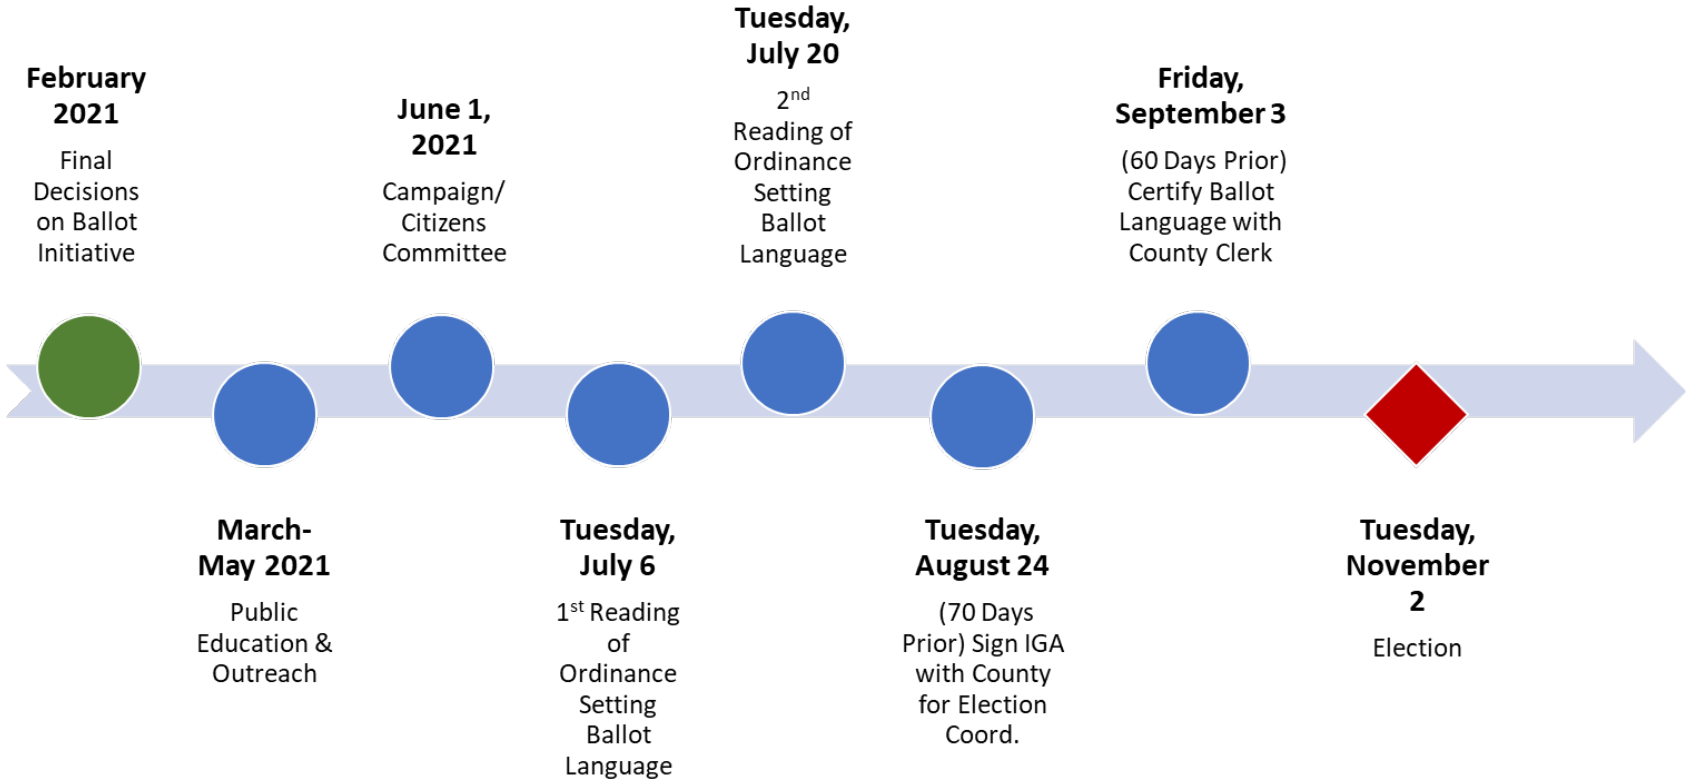 February
2021
Final
Decisions
on Ballot
Initiative
March-
May 2021
Public
Education &
Outreach
June 1,
2021
Campaign/
Citizens
Committee
Tuesday,
July 6
1st Reading
of
Ordinance
Setting
Ballot
Language
Tuesday,
July 20
2nd
Reading of
Ordinance
Setting
Ballot
Language
Tuesday,
August 24
(70 Days
Prior) Sign IGA
with County
for Election
Coord.
Friday,
September 3
(60 Days Prior)
Certify Ballot
Language with
County Clerk
Tuesday,
November
2
Election